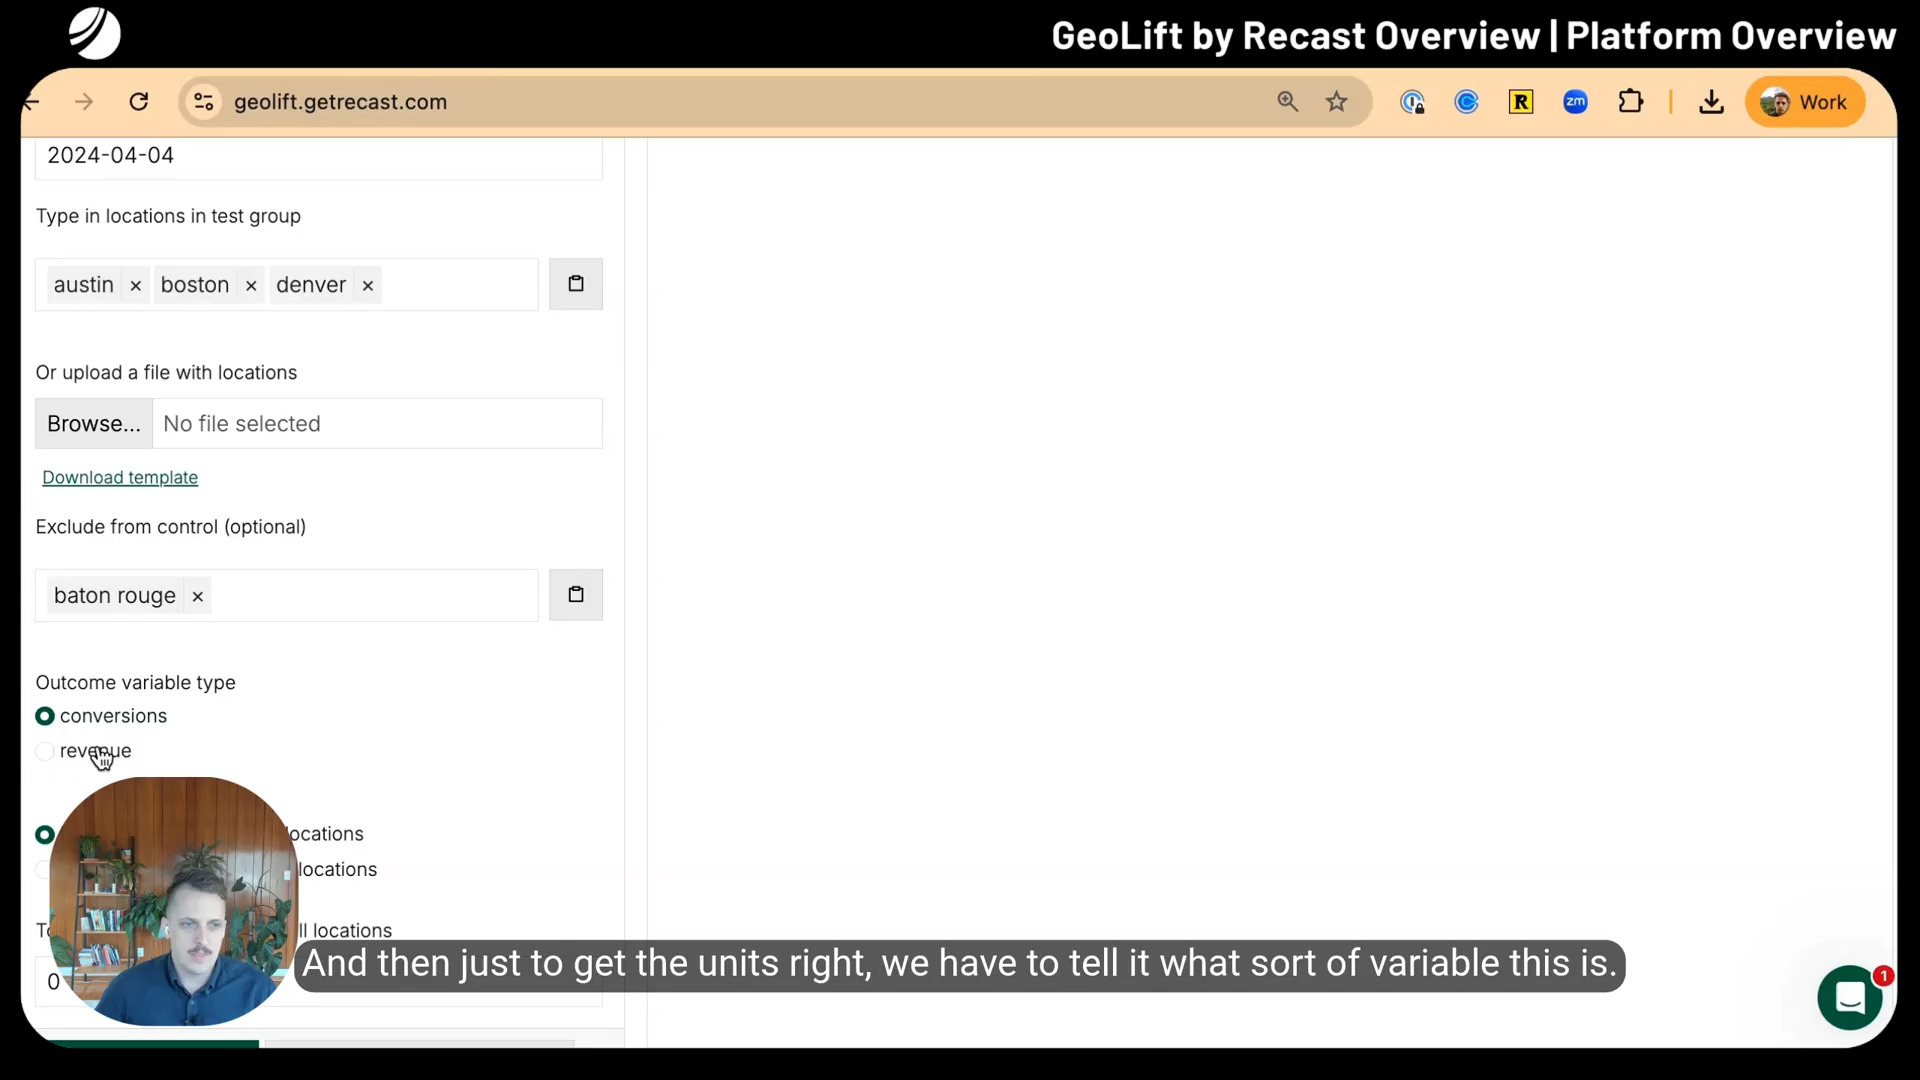 GeoLift by Recast Overview | Platform Overview
geolift.getrecast.com
R
zm
Work
2024-04-04
Type in locations in test group
austin × boston × denver ×
Or upload a file with locations
Browse... No file selected
Download template
Exclude from control (optional)
baton rouge ×
Outcome variable type
conversions
revenue
locations
locations
locations
0
And then just to get the units right, we have to tell it what sort of variable this is.
1